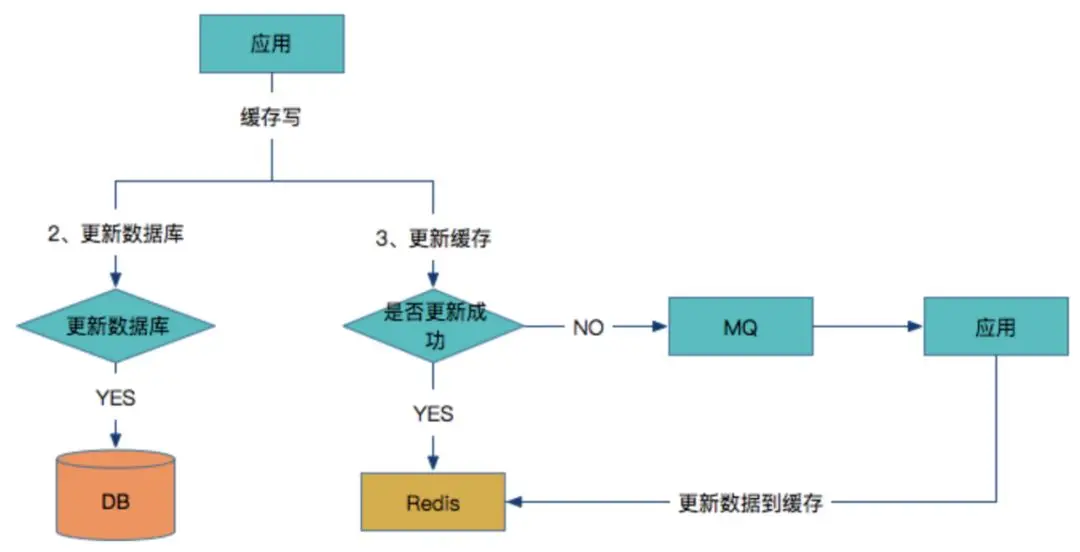 应用
缓存写
2、更新数据库
3、更新缓存
更新数据库
是否更新成
功
NO
MQ
应用
YES
YES
DB
Redis
更新数据到缓存